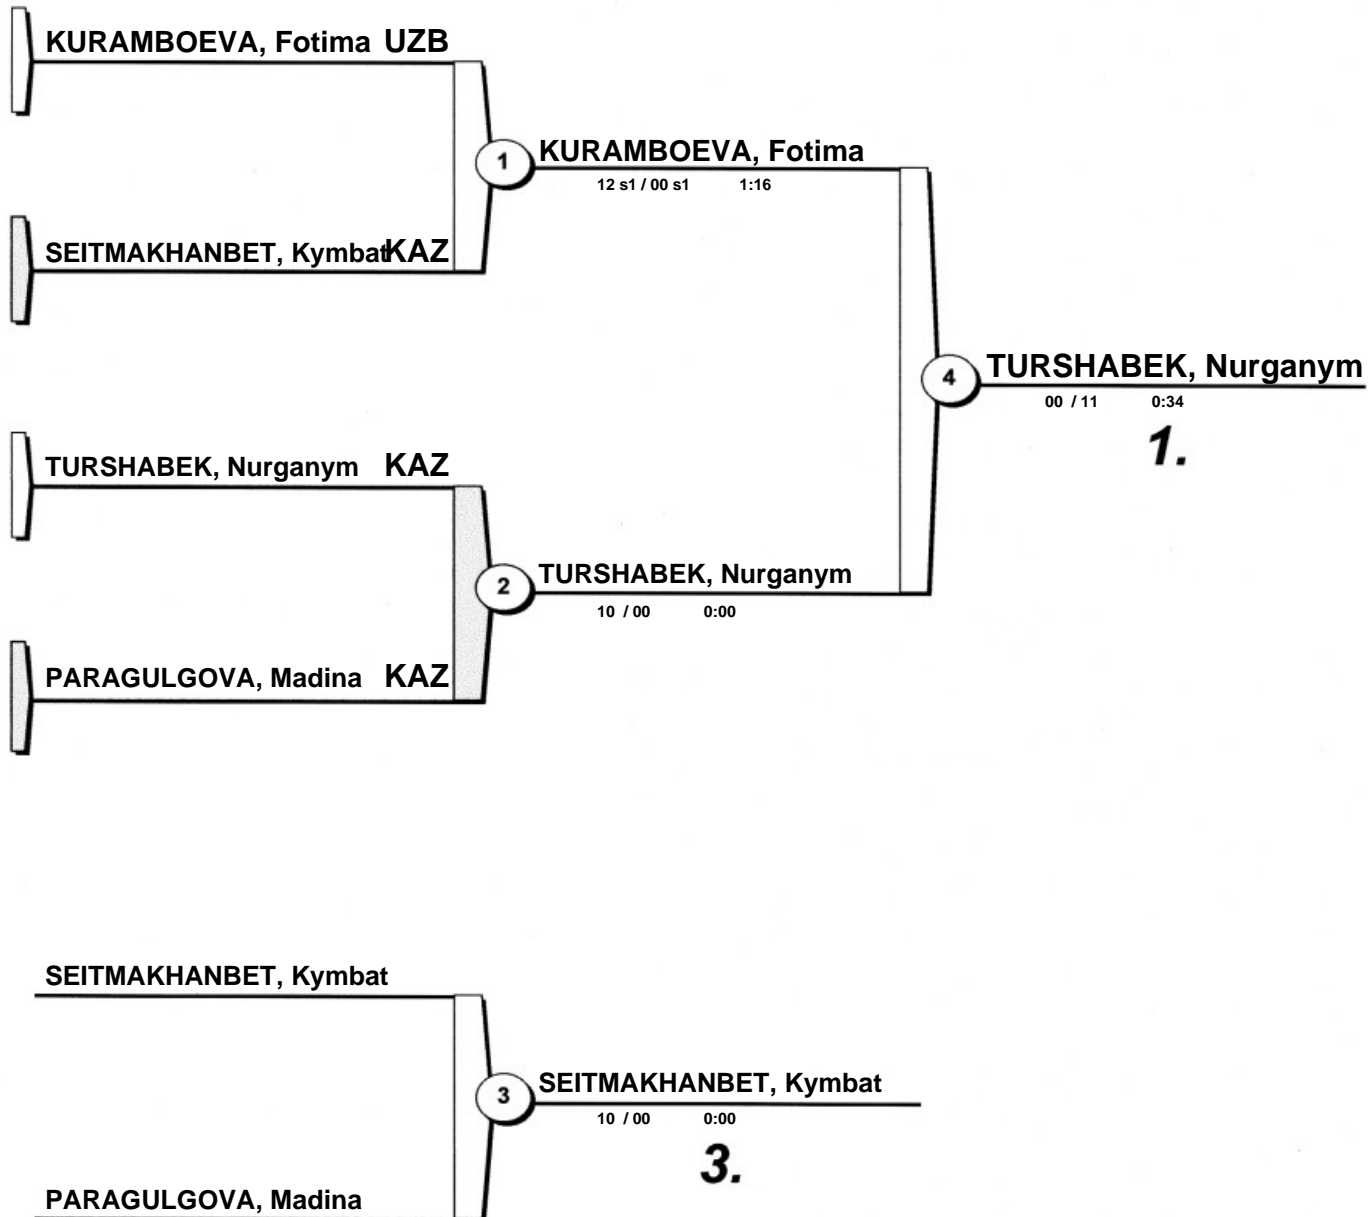 KURAMBOEVA, Fotima UZB
1 KURAMBOEVA, Fotima
12 s1 / 00 s1 1:16
SEITMAKHANBET, Kymbat KAZ
4 TURSHABEK, Nurganym
00 / 11 0:34
1.
TURSHABEK, Nurganym KAZ
2 TURSHABEK, Nurganym
10 / 00 0:00
PARAGULGOVA, Madina KAZ
SEITMAKHANBET, Kymbat
3 SEITMAKHANBET, Kymbat
10 / 00 0:00
3.
PARAGULGOVA, Madina